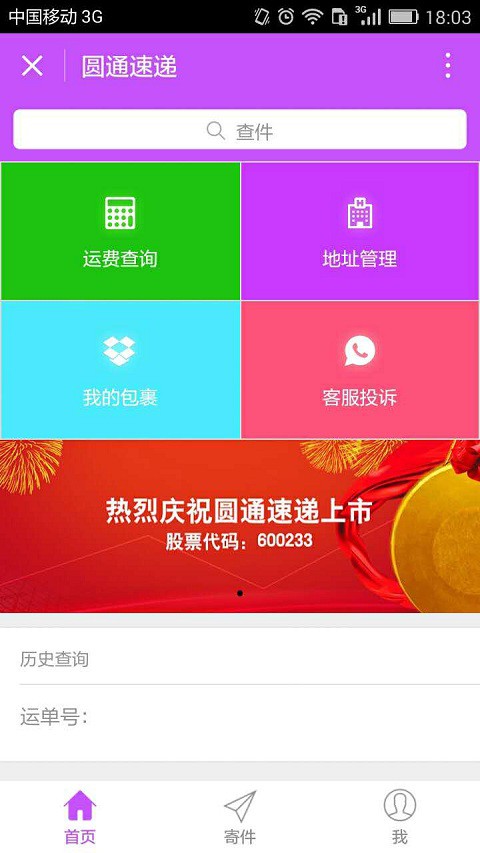 中国移动 3G
3G
18:03
圆通速递
查件
运费查询
地址管理
我的包裹
客服投诉
热烈庆祝圆通速递上市
股票代码：600233
历史查询
运单号：
首页
寄件
我